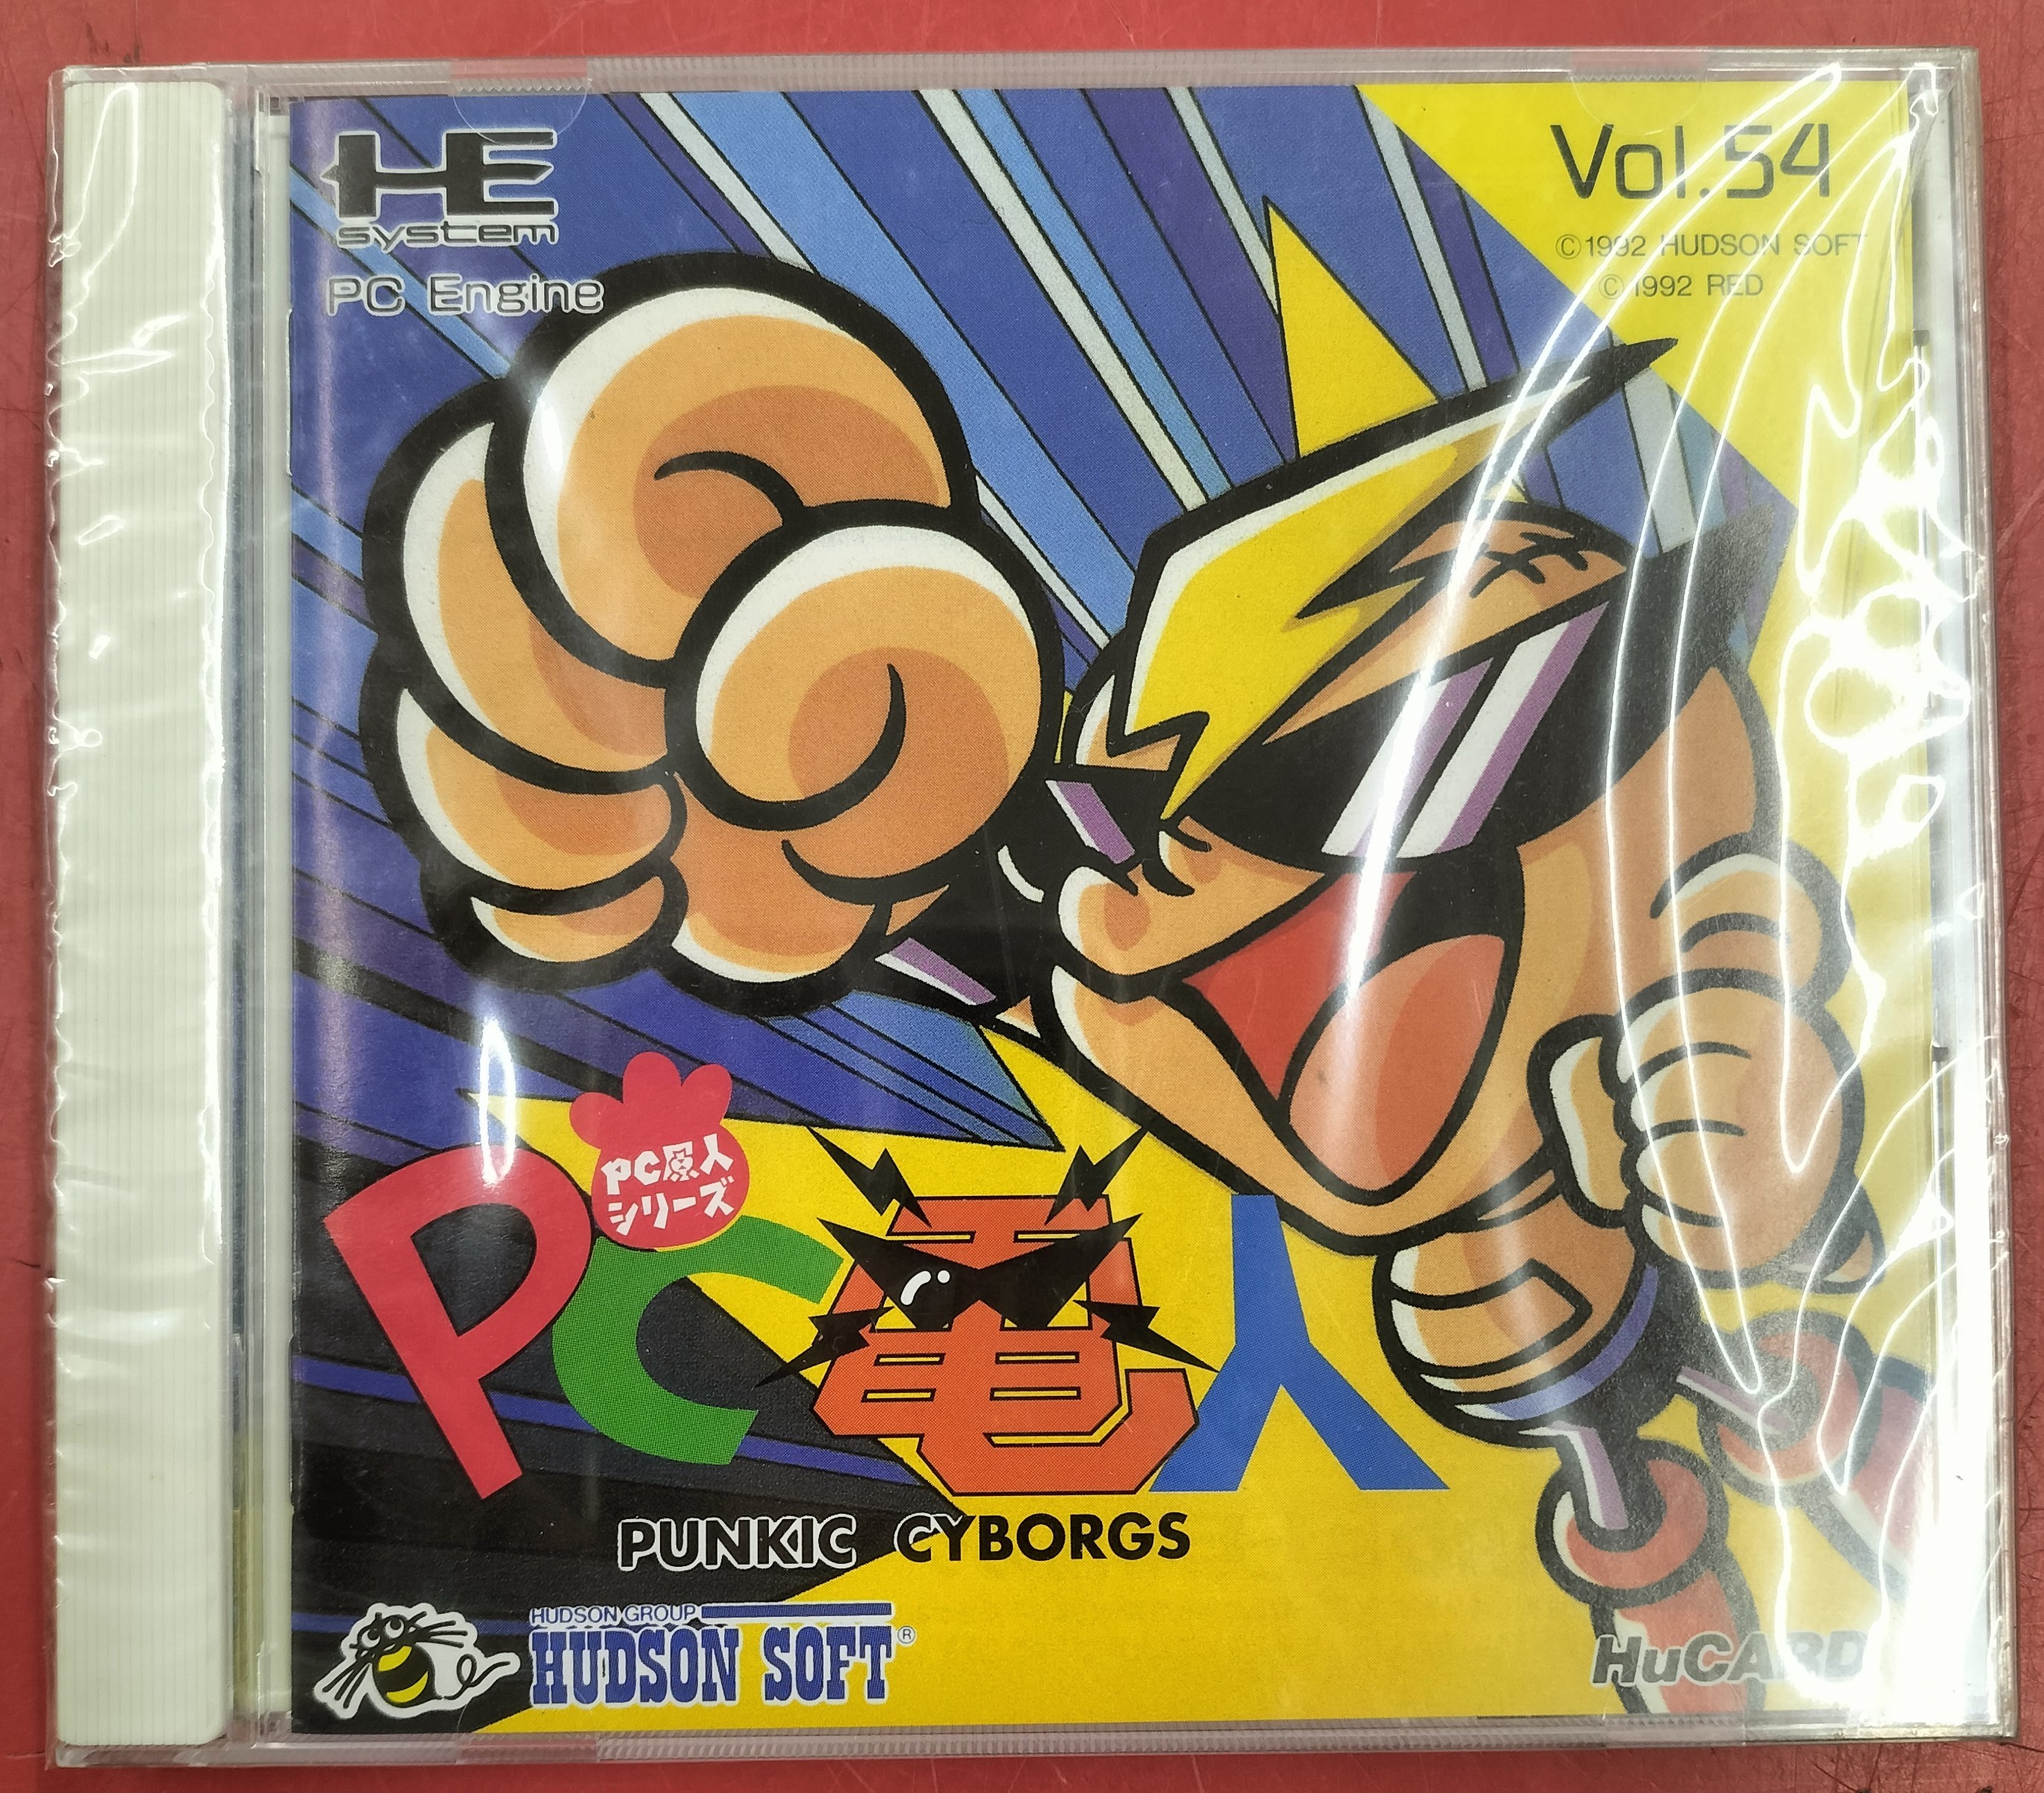 HE
system
PC Engine
Vol.54
©1992 HUDSON SOFT
©1992 RED
PC原人
シリーズ
PC電人
PUNKIC CYBORGS
HUDSON GROUP
HUDSON SOFT®
HuCARD